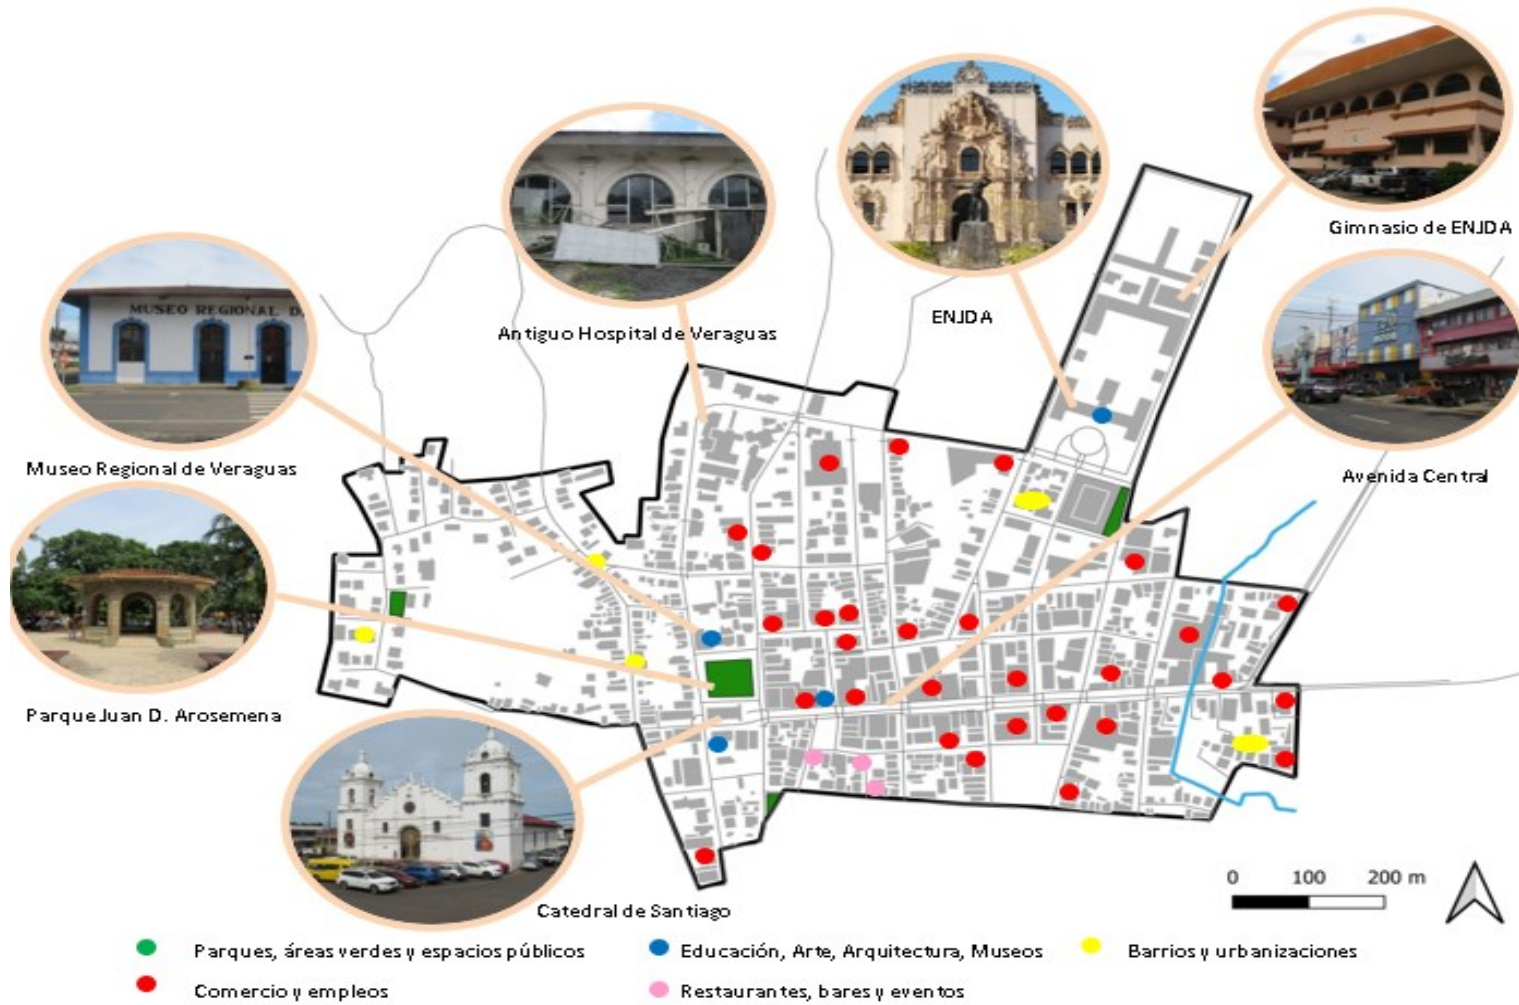 MUSEO REGIONAL D
Gimnasio de ENJDA
ENJDA
Antiguo Hospital de Veraguas
Museo Regional de Veraguas
Avenida Central
Parque Juan D. Arosemena
Catedral de Santiago
0 100 200 m
Parques, áreas verdes y espacios públicos
Educación, Arte, Arquitectura, Museos
Barrios y urbanizaciones
Comercio y empleos
Restaurantes, bares y eventos